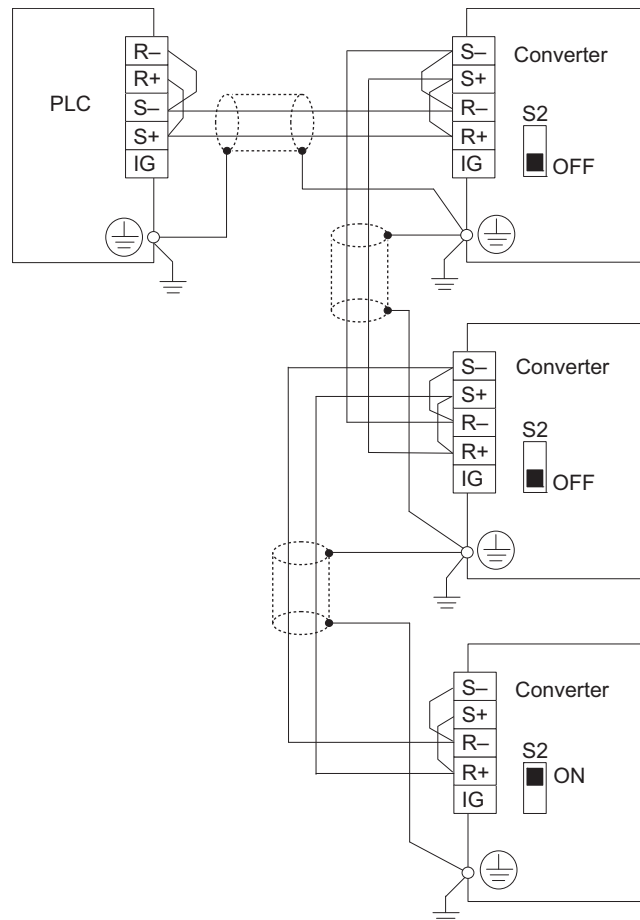 PLC
R–
R+
S–
S+
IG
S–
S+
R–
R+
IG
Converter
S2
OFF
S–
S+
R–
R+
IG
Converter
S2
OFF
S–
S+
R–
R+
IG
Converter
S2
ON